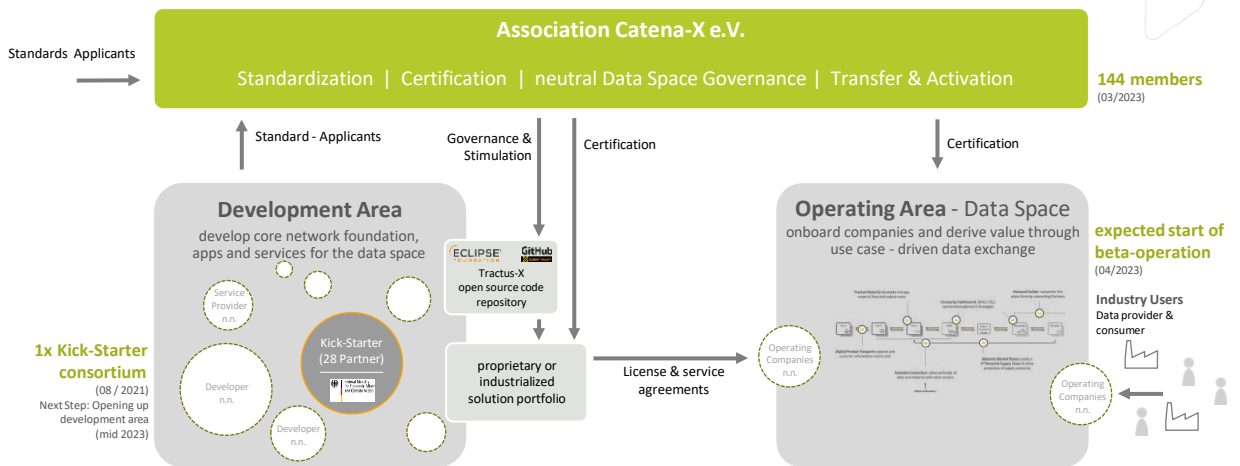 Association Catena-X e.V.
Standardization | Certification | neutral Data Space Governance | Transfer & Activation
Standards Applicants
144 members
(03/2023)
Standard - Applicants
Governance &
Stimulation
Certification
Certification
Development Area
develop core network foundation,
apps and services for the data space
Service
Provider
n.n.
Kick-Starter
(28 Partner)
Developer
n.n.
Developer
n.n.
1x Kick-Starter
consortium
(08 / 2021)
Next Step: Opening up
development area
(mid 2023)
ECLIPSE
FOUNDATION
GitHub
Tractus-X
open source code
repository
proprietary or
industrialized
solution portfolio
License & service
agreements
Operating Area - Data Space
onboard companies and derive value through
use case - driven data exchange
Operating
Companies
n.n.
Operating
Companies
n.n.
expected start of
beta-operation
(04/2023)
Industry Users
Data provider &
consumer